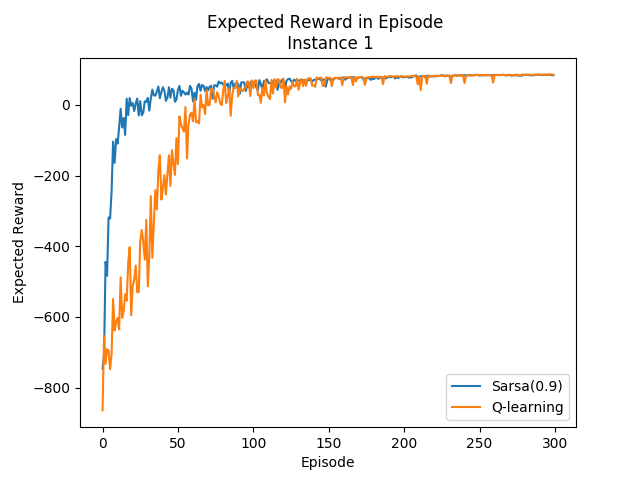 Expected Reward in Episode
Instance 1
Expected Reward
0
−200
−400
−600
−800
0
50
100
150
200
250
300
Episode
Sarsa(0.9)
Q-learning